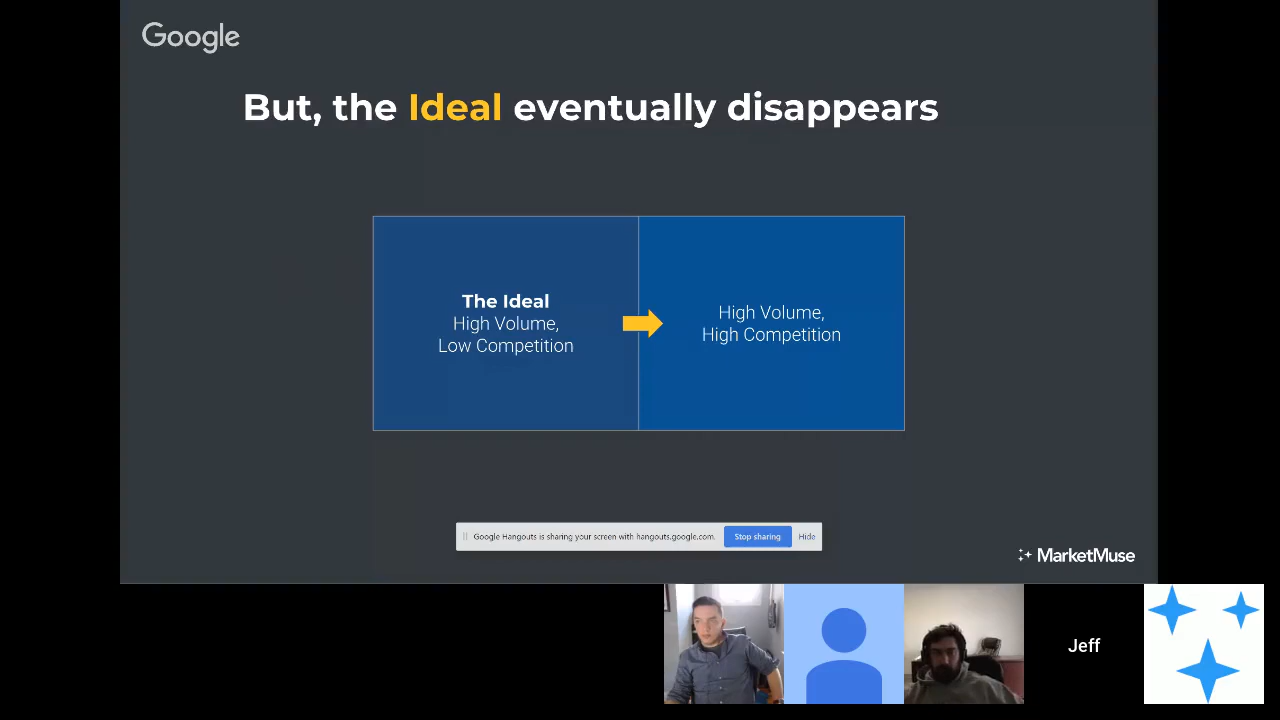 Google
But, the Ideal eventually disappears
The Ideal
High Volume,
Low Competition
High Volume,
High Competition
Google Hangouts is sharing your screen with hangouts.google.com.
Stop sharing
Hide
MarketMuse
Jeff